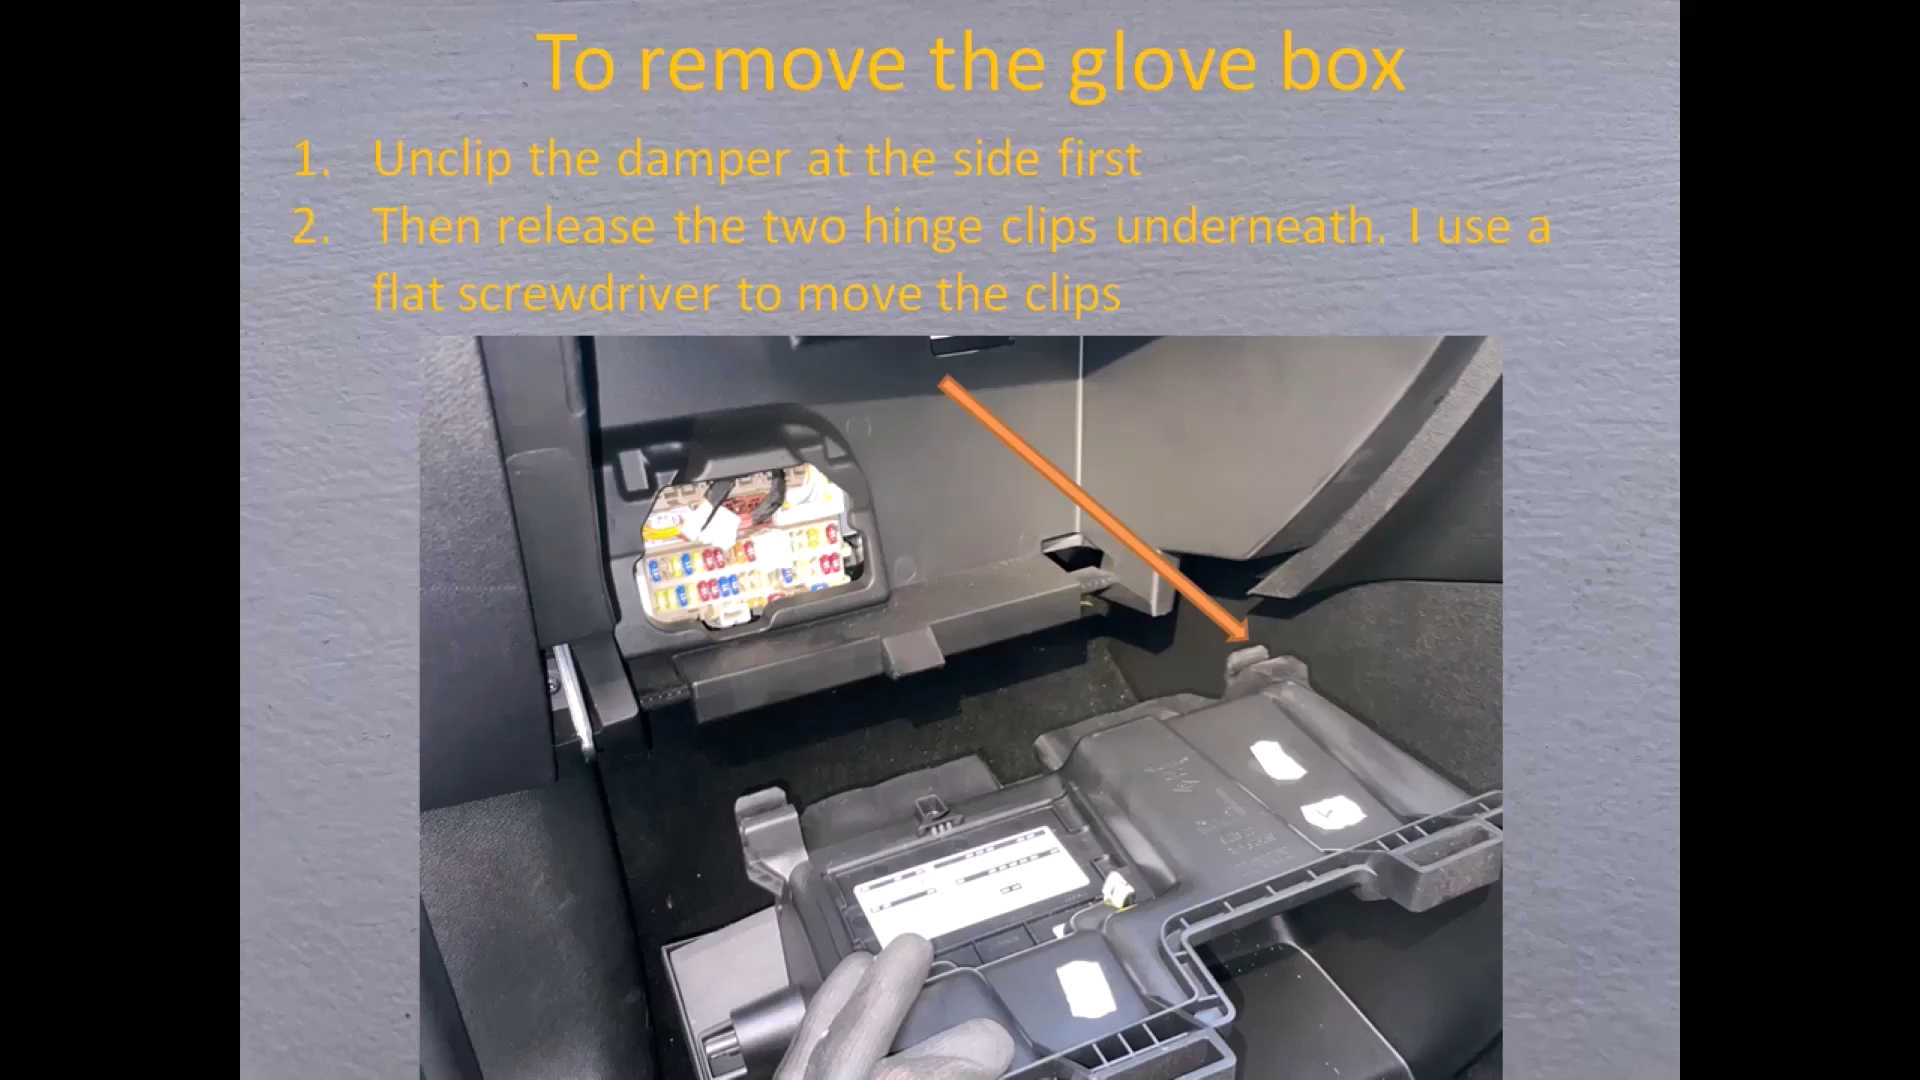 To remove the glove box
1. Unclip the damper at the side first
2. Then release the two hinge clips underneath. I use a
flat screwdriver to move the clips